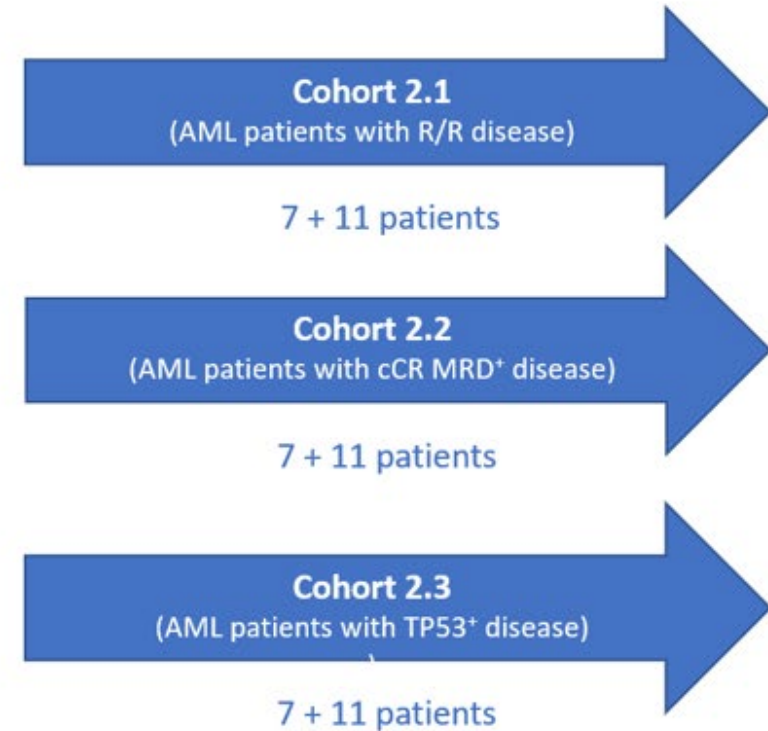 Cohort 2.1
(AML patients with R/R disease)
7 + 11 patients
Cohort 2.2
(AML patients with cCR MRD⁺ disease)
7 + 11 patients
Cohort 2.3
(AML patients with TP53⁺ disease)
)
7 + 11 patients